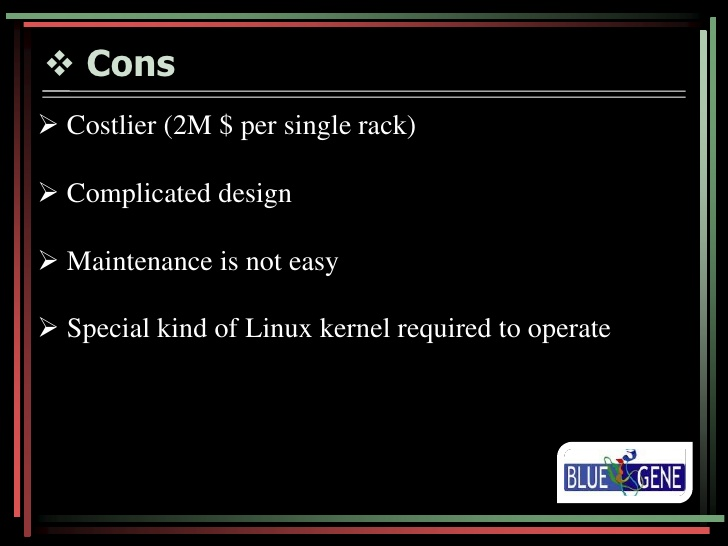 ❖ Cons
➢ Costlier (2M $ per single rack)
➢ Complicated design
➢ Maintenance is not easy
➢ Special kind of Linux kernel required to operate
BLUE GENE